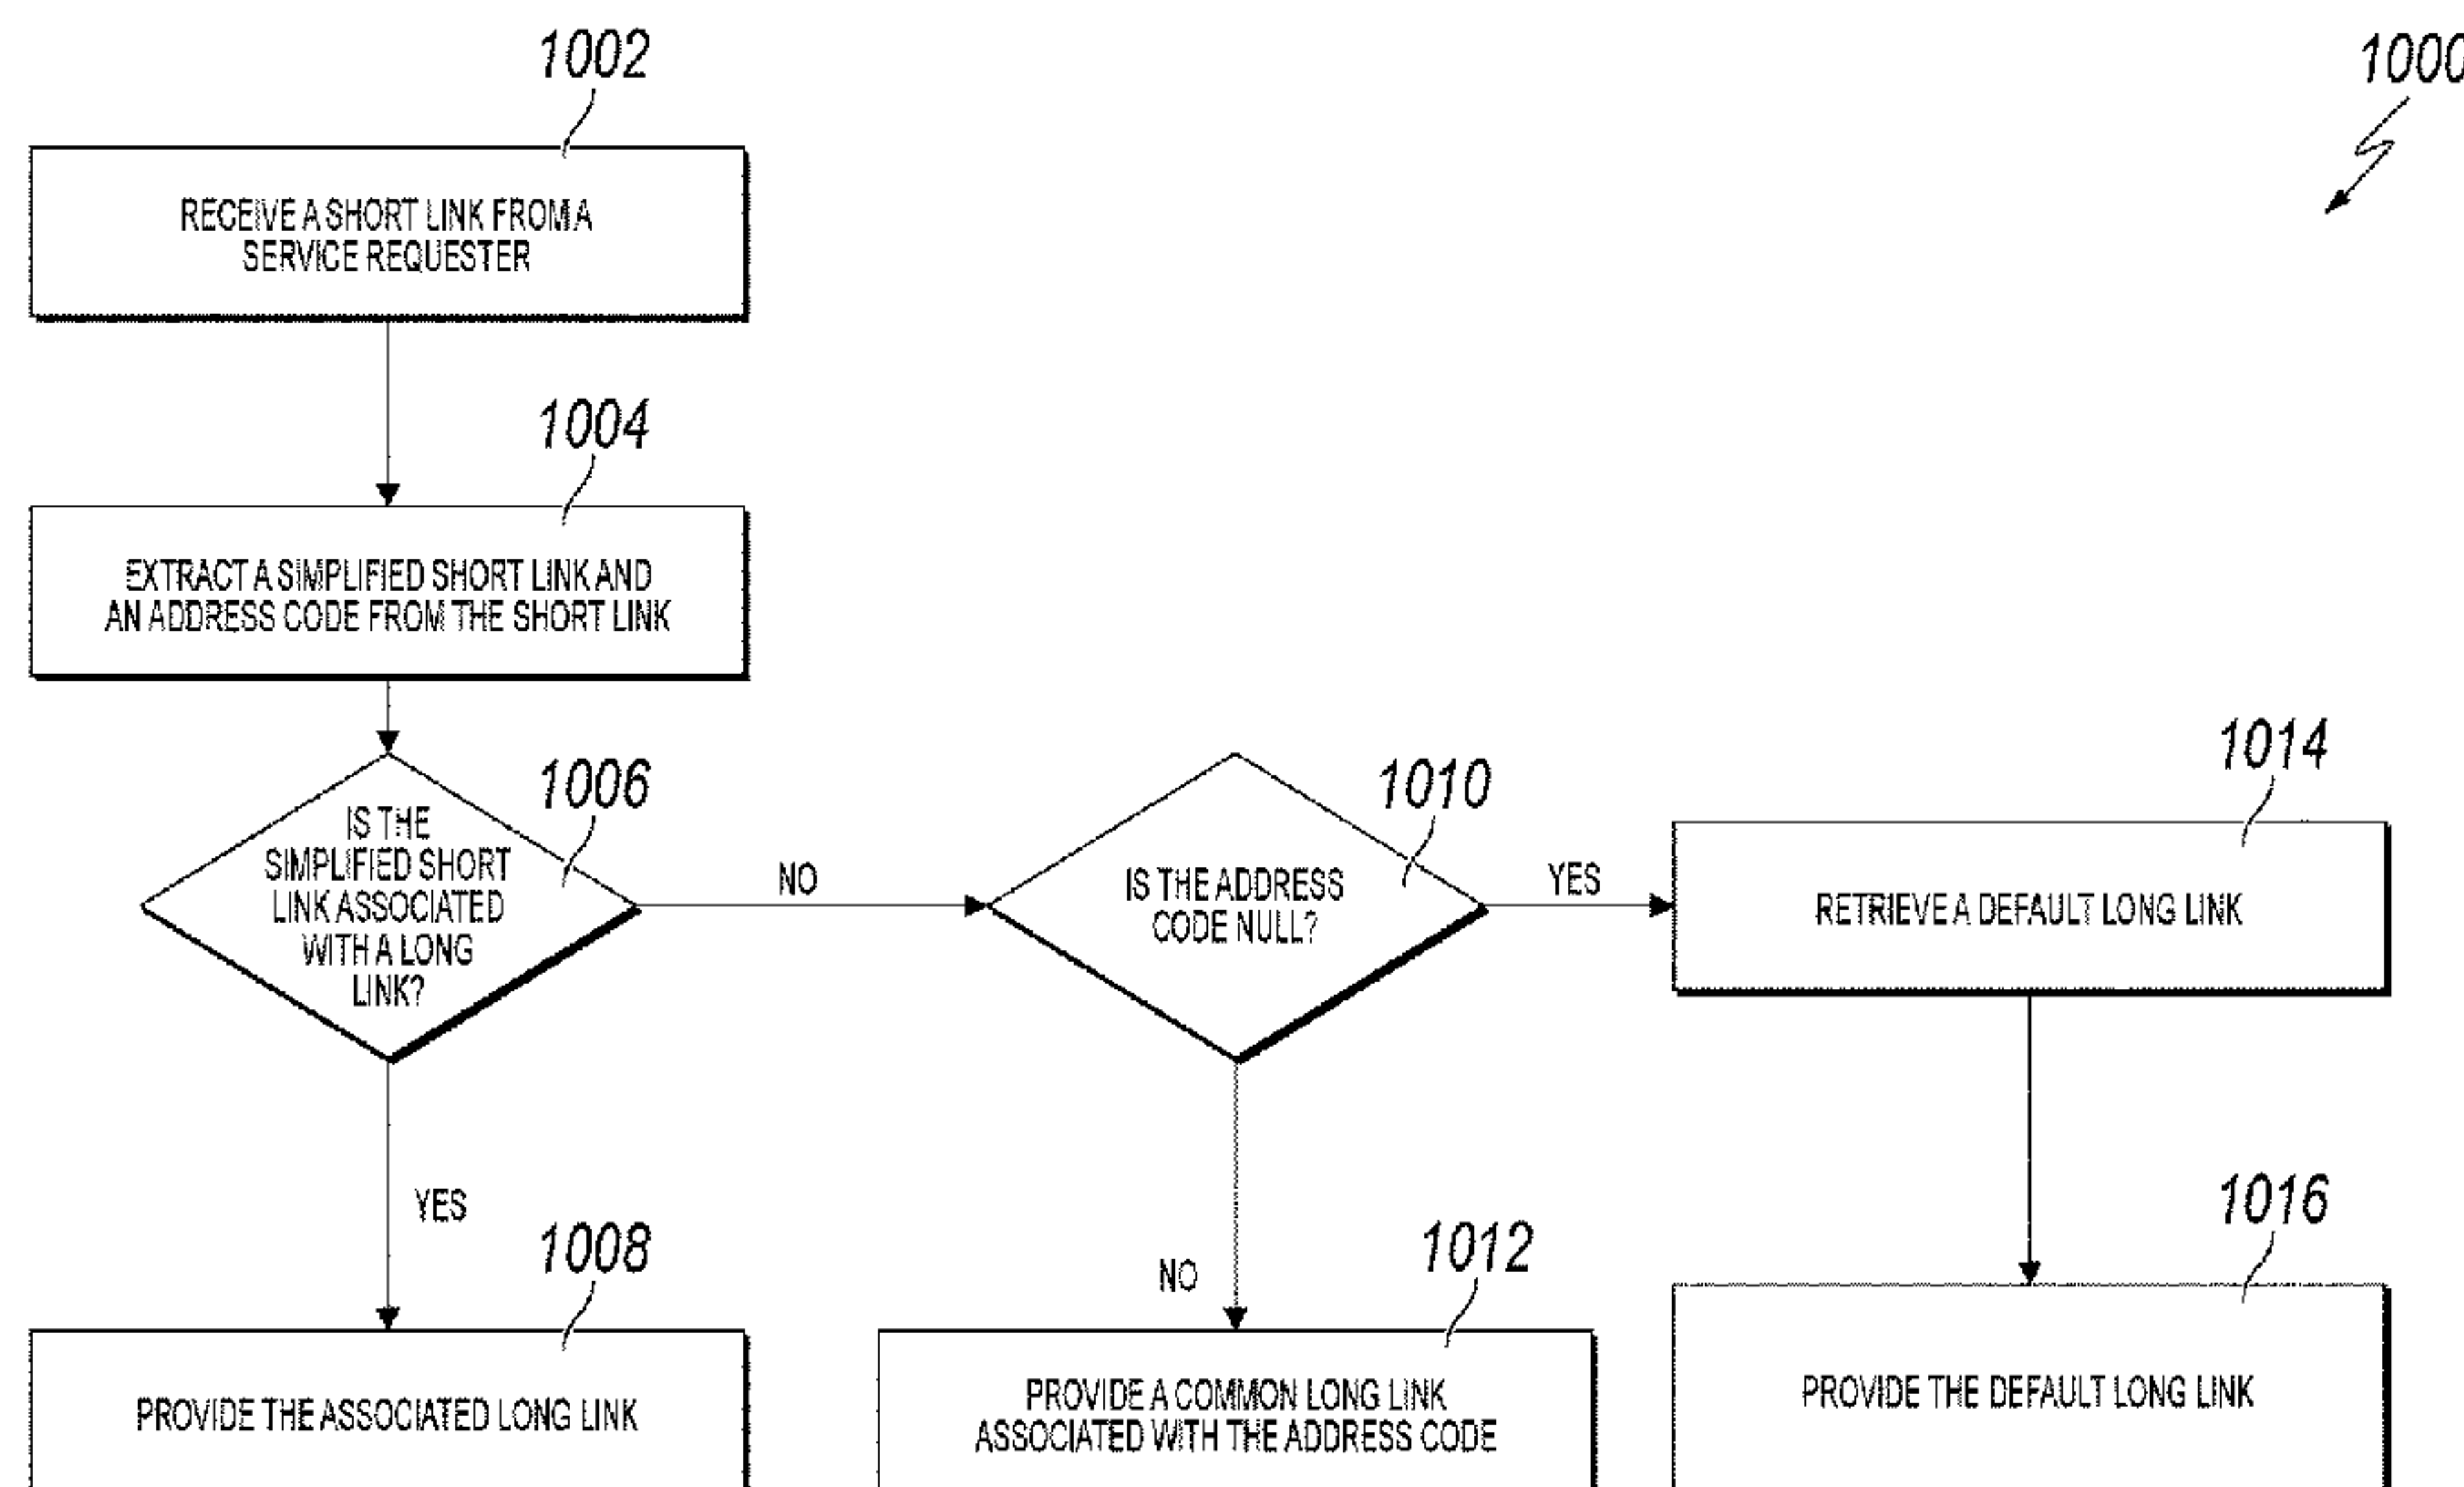 1002
1000
RECEIVE A SHORT LINK FROM A
SERVICE REQUESTER
1004
EXTRACT A SIMPLIFIED SHORT LINK AND
AN ADDRESS CODE FROM THE SHORT LINK
1006
IS THE
SIMPLIFIED SHORT
LINK ASSOCIATED
WITH A LONG
LINK?
NO
1010
IS THE ADDRESS
CODE NULL?
YES
1014
RETRIEVE A DEFAULT LONG LINK
YES
1008
PROVIDE THE ASSOCIATED LONG LINK
NO
1012
PROVIDE A COMMON LONG LINK
ASSOCIATED WITH THE ADDRESS CODE
1016
PROVIDE THE DEFAULT LONG LINK